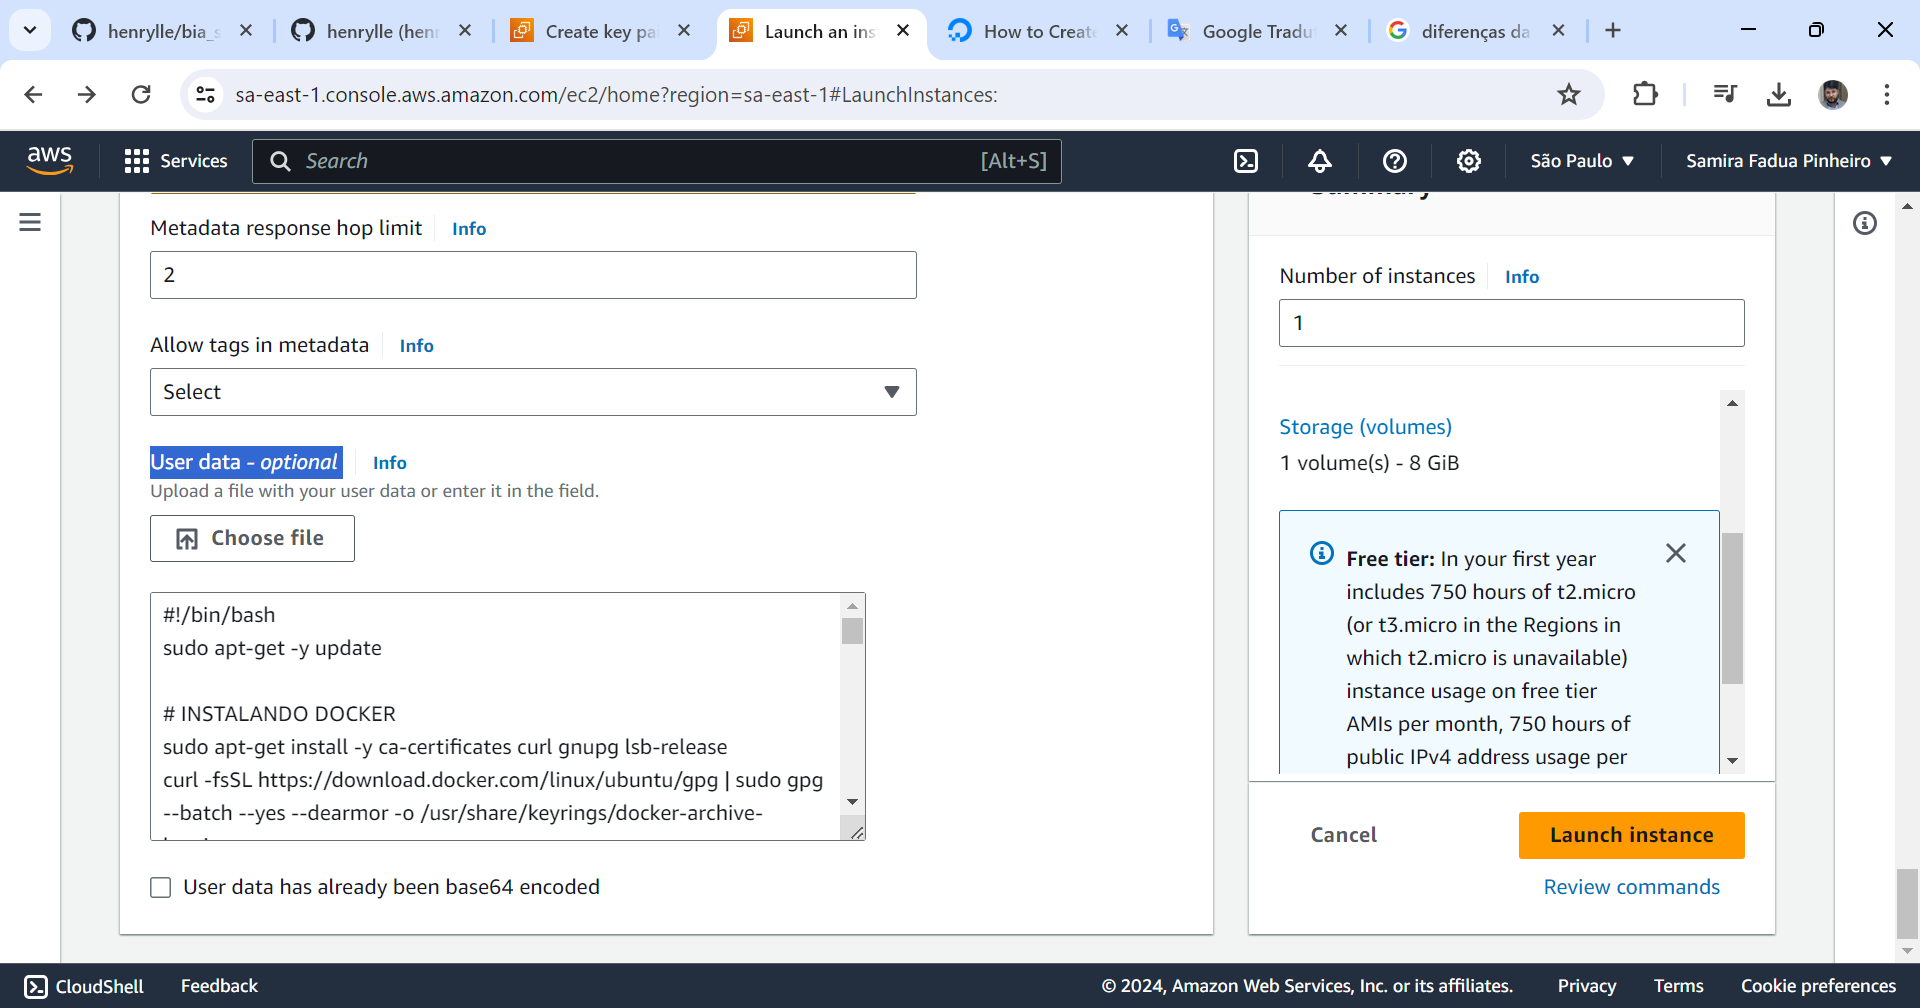 henrylle/bia_s
henrylle (henr
Create key pai
Launch an ins
How to Create
Google Tradu
diferenças da
sa-east-1.console.aws.amazon.com/ec2/home?region=sa-east-1#LaunchInstances:
aws
Services
Search
[Alt+S]
São Paulo
Samira Fadua Pinheiro
Metadata response hop limit
Info
2
Allow tags in metadata
Info
Select
User data - optional
Info
Upload a file with your user data or enter it in the field.
Choose file
#!/bin/bash
sudo apt-get -y update
# INSTALANDO DOCKER
sudo apt-get install -y ca-certificates curl gnupg lsb-release
curl -fsSL https://download.docker.com/linux/ubuntu/gpg | sudo gpg
--batch --yes --dearmor -o /usr/share/keyrings/docker-archive-
User data has already been base64 encoded
Summary
Number of instances
Info
1
Storage (volumes)
1 volume(s) - 8 GiB
Free tier: In your first year
includes 750 hours of t2.micro
(or t3.micro in the Regions in
which t2.micro is unavailable)
instance usage on free tier
AMIs per month, 750 hours of
public IPv4 address usage per
Cancel
Launch instance
Review commands
CloudShell
Feedback
© 2024, Amazon Web Services, Inc. or its affiliates.
Privacy
Terms
Cookie preferences